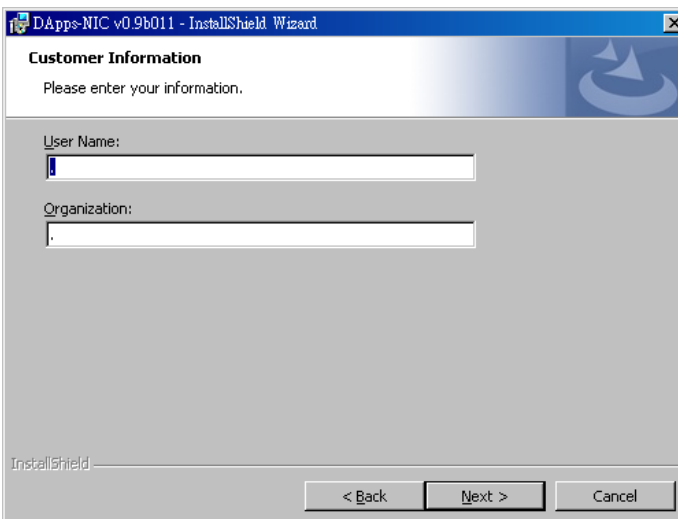 DApps-NIC v0.9b011 - InstallShield Wizard
Customer Information
Please enter your information.
User Name:
.
Organization:
.
InstallShield
< Back Next > Cancel